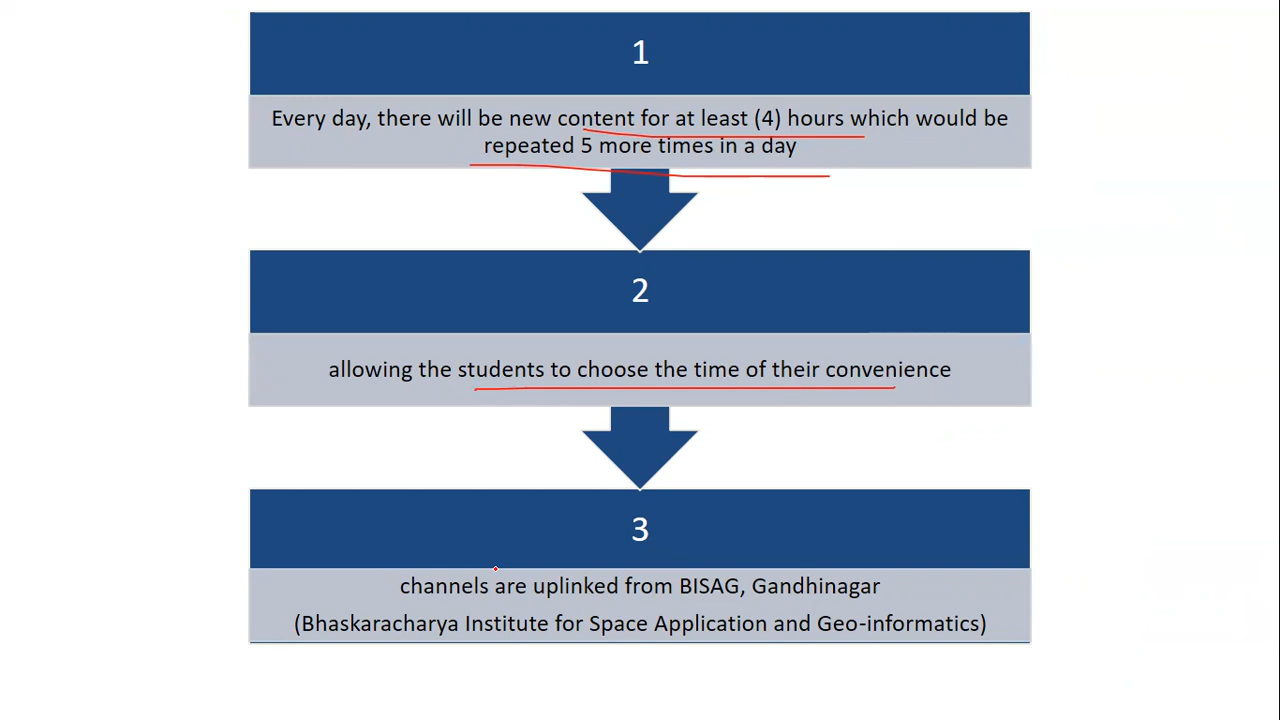 1
Every day, there will be new content for at least (4) hours which would be
repeated 5 more times in a day
2
allowing the students to choose the time of their convenience
3
channels are uplinked from BISAG, Gandhinagar
(Bhaskaracharya Institute for Space Application and Geo-informatics)